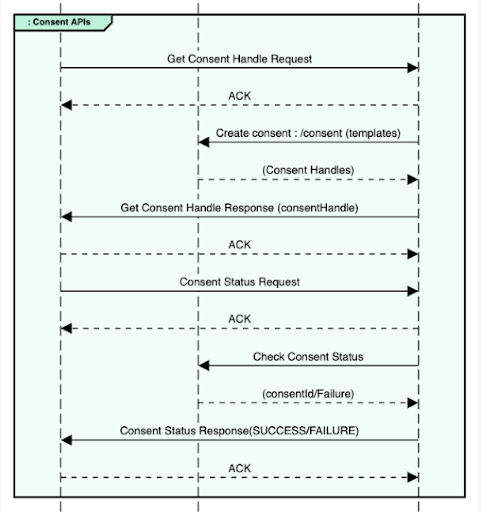 : Consent APIs
Get Consent Handle Request
ACK
Create consent : /consent (templates)
(Consent Handles)
Get Consent Handle Response (consentHandle)
ACK
Consent Status Request
ACK
Check Consent Status
(consentId/Failure)
Consent Status Response(SUCCESS/FAILURE)
ACK